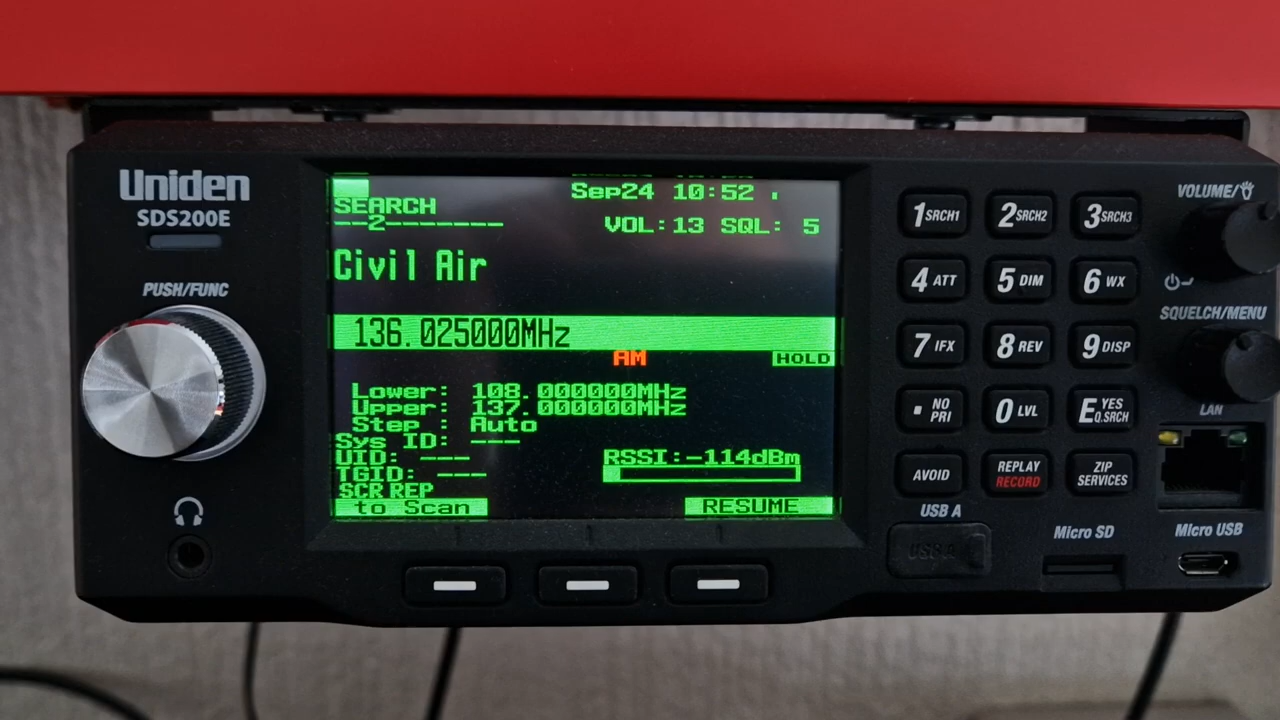 Uniden
SDS200E
PUSH/FUNC
Sep24 10:52
SEARCH
--2-------
VOL:13 SQL: 5
Civil Air
136.025000MHz
AM
HOLD
Lower: 108.000000MHz
Upper: 137.000000MHz
Step : Auto
Sys ID: ---
UID: ---
RSSI:-114dBm
TGID: ---
SCR REP
to Scan
RESUME
1 SRCH1
2 SRCH2
3 SRCH3
4 ATT
5 DIM
6 WX
7 IFX
8 REV
9 DISP
. NO PRI
0 LVL
E YES Q.SRCH
AVOID
REPLAY RECORD
ZIP SERVICES
VOLUME/
SQUELCH/MENU
LAN
USB A
USB A
Micro SD
Micro USB